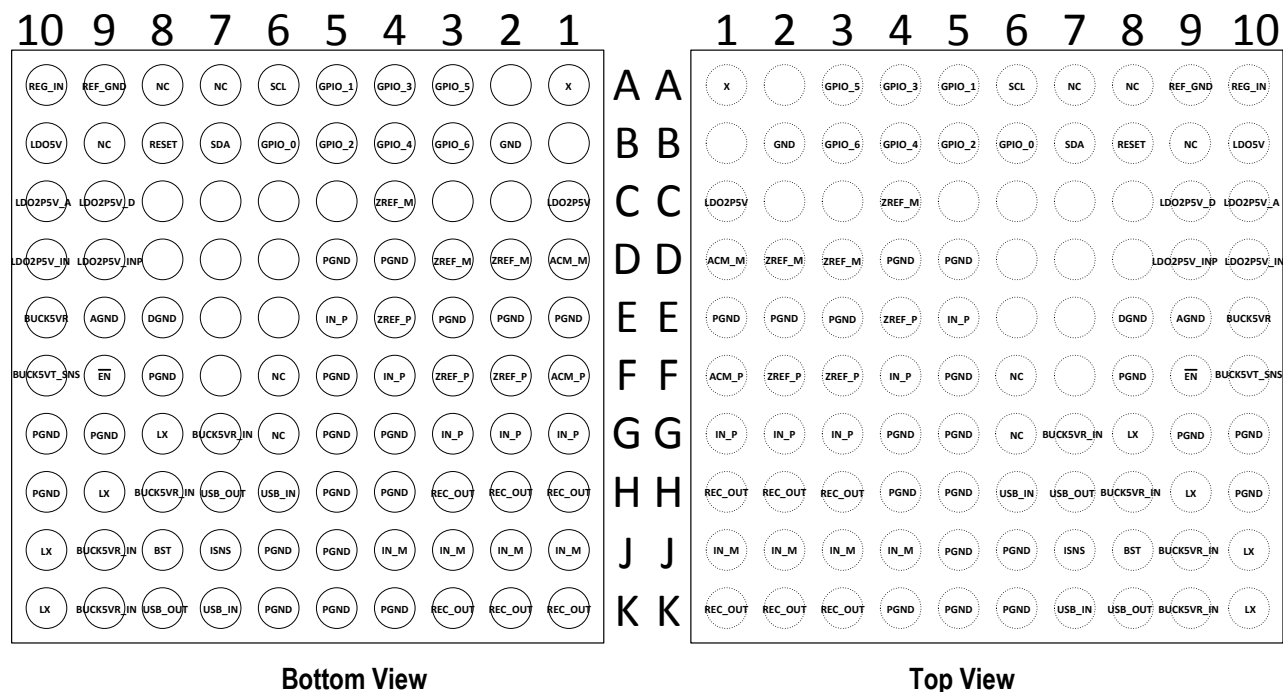 10 9 8 7 6 5 4 3 2 1 1 2 3 4 5 6 7 8 9 10
REG_IN REF_GND NC NC SCL GPIO_1 GPIO_3 GPIO_5 X A A X GPIO_5 GPIO_3 GPIO_1 SCL NC NC REF_GND REG_IN
LDO5V NC RESET SDA GPIO_0 GPIO_2 GPIO_4 GPIO_6 GND B B GND GPIO_6 GPIO_4 GPIO_2 GPIO_0 SDA RESET NC LDO5V
LDO2P5V_A LDO2P5V_D ZREF_M LDO2P5V C C LDO2P5V ZREF_M LDO2P5V_D LDO2P5V_A
LDO2P5V_IN LDO2P5V_INP PGND PGND ZREF_M ZREF_M ACM_M D D ACM_M ZREF_M ZREF_M PGND PGND LDO2P5V_INP LDO2P5V_IN
BUCK5VR AGND DGND IN_P ZREF_P PGND PGND PGND E E PGND PGND PGND ZREF_P IN_P DGND AGND BUCK5VR
BUCK5VT_SNS EN PGND NC PGND IN_P ZREF_P ZREF_P ACM_P F F ACM_P ZREF_P ZREF_P IN_P PGND NC PGND EN BUCK5VT_SNS
PGND PGND LX BUCK5VR_IN NC PGND PGND IN_P IN_P IN_P G G IN_P IN_P IN_P PGND PGND NC BUCK5VR_IN LX PGND PGND
PGND LX BUCK5VR_IN USB_OUT USB_IN PGND PGND REC_OUT REC_OUT REC_OUT H H REC_OUT REC_OUT REC_OUT PGND PGND USB_IN USB_OUT BUCK5VR_IN LX PGND
LX BUCK5VR_IN BST ISNS PGND PGND IN_M IN_M IN_M IN_M J J IN_M IN_M IN_M IN_M PGND PGND ISNS BST BUCK5VR_IN LX
LX BUCK5VR_IN USB_OUT USB_IN PGND PGND PGND REC_OUT REC_OUT REC_OUT K K REC_OUT REC_OUT REC_OUT PGND PGND PGND USB_IN USB_OUT BUCK5VR_IN LX
Bottom View Top View